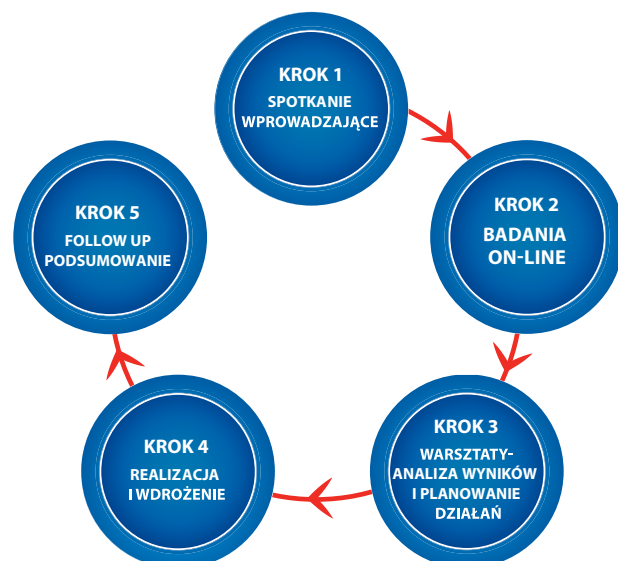 KROK 1
SPOTKANIE
WPROWADZAJĄCE
KROK 2
BADANIA
ON-LINE
KROK 3
WARSZTATY-
ANALIZA WYNIKÓW
I PLANOWANIE
DZIAŁAŃ
KROK 4
REALIZACJA
I WDROŻENIE
KROK 5
FOLLOW UP
PODSUMOWANIE